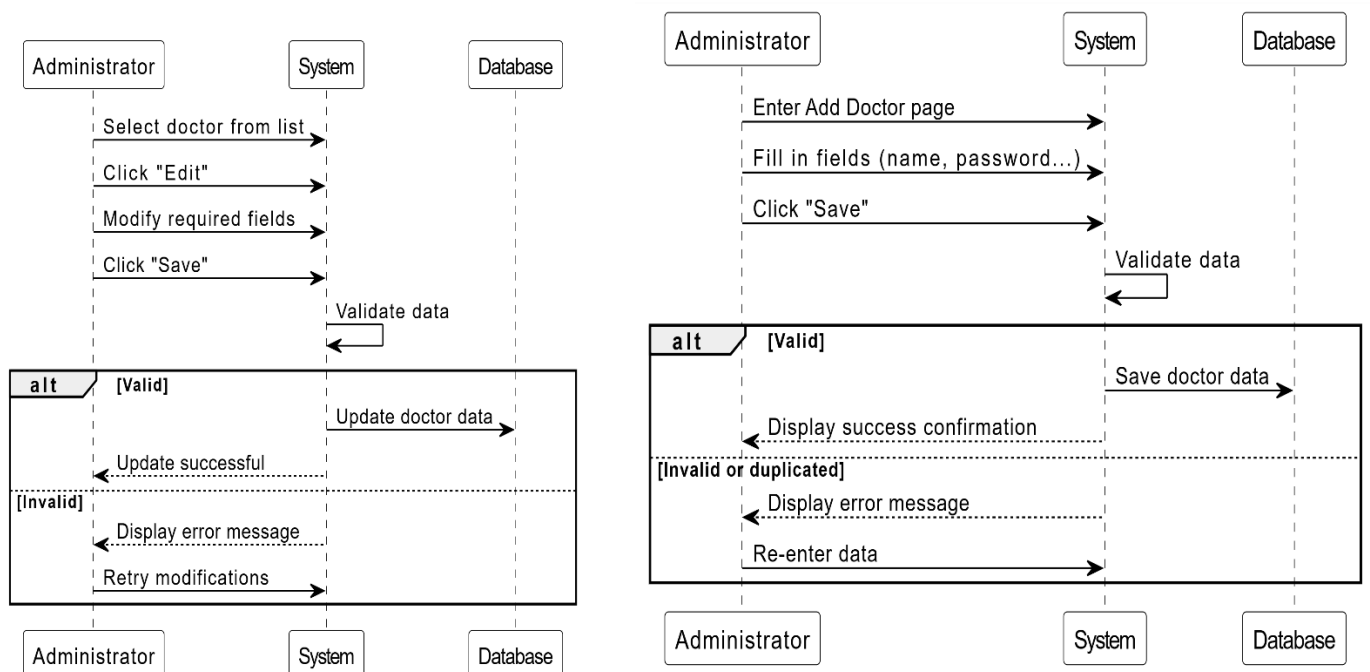 Administrator
System
Database
Select doctor from list
Click "Edit"
Modify required fields
Click "Save"
Validate data
alt
[Valid]
Update doctor data
Update successful
[Invalid]
Display error message
Retry modifications
Administrator
System
Database
Administrator
System
Database
Enter Add Doctor page
Fill in fields (name, password...)
Click "Save"
Validate data
alt
[Valid]
Save doctor data
Display success confirmation
[Invalid or duplicated]
Display error message
Re-enter data
Administrator
System
Database